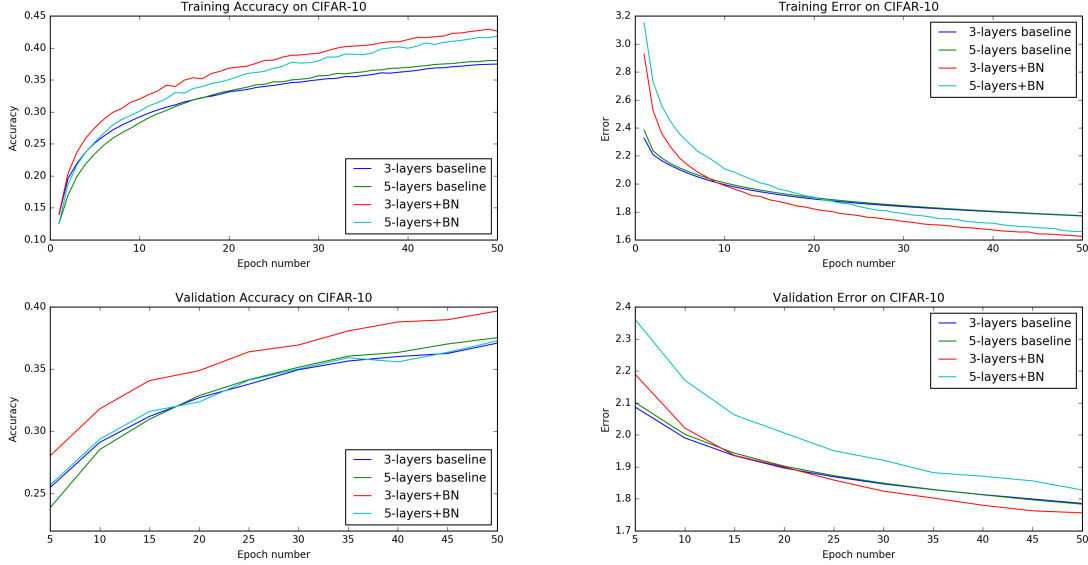 Training Accuracy on CIFAR-10
0.45
0.40
0.35
0.30
0.25
0.20
0.15
0.10
Accuracy
0
10
20
30
40
50
Epoch number
3-layers baseline
5-layers baseline
3-layers+BN
5-layers+BN
Training Error on CIFAR-10
3.2
3.0
2.8
2.6
2.4
2.2
2.0
1.8
1.6
Error
0
10
20
30
40
50
Epoch number
3-layers baseline
5-layers baseline
3-layers+BN
5-layers+BN
Validation Accuracy on CIFAR-10
0.40
0.35
0.30
0.25
Accuracy
5
10
15
20
25
30
35
40
45
50
Epoch number
3-layers baseline
5-layers baseline
3-layers+BN
5-layers+BN
Validation Error on CIFAR-10
2.4
2.3
2.2
2.1
2.0
1.9
1.8
1.7
Error
5
10
15
20
25
30
35
40
45
50
Epoch number
3-layers baseline
5-layers baseline
3-layers+BN
5-layers+BN